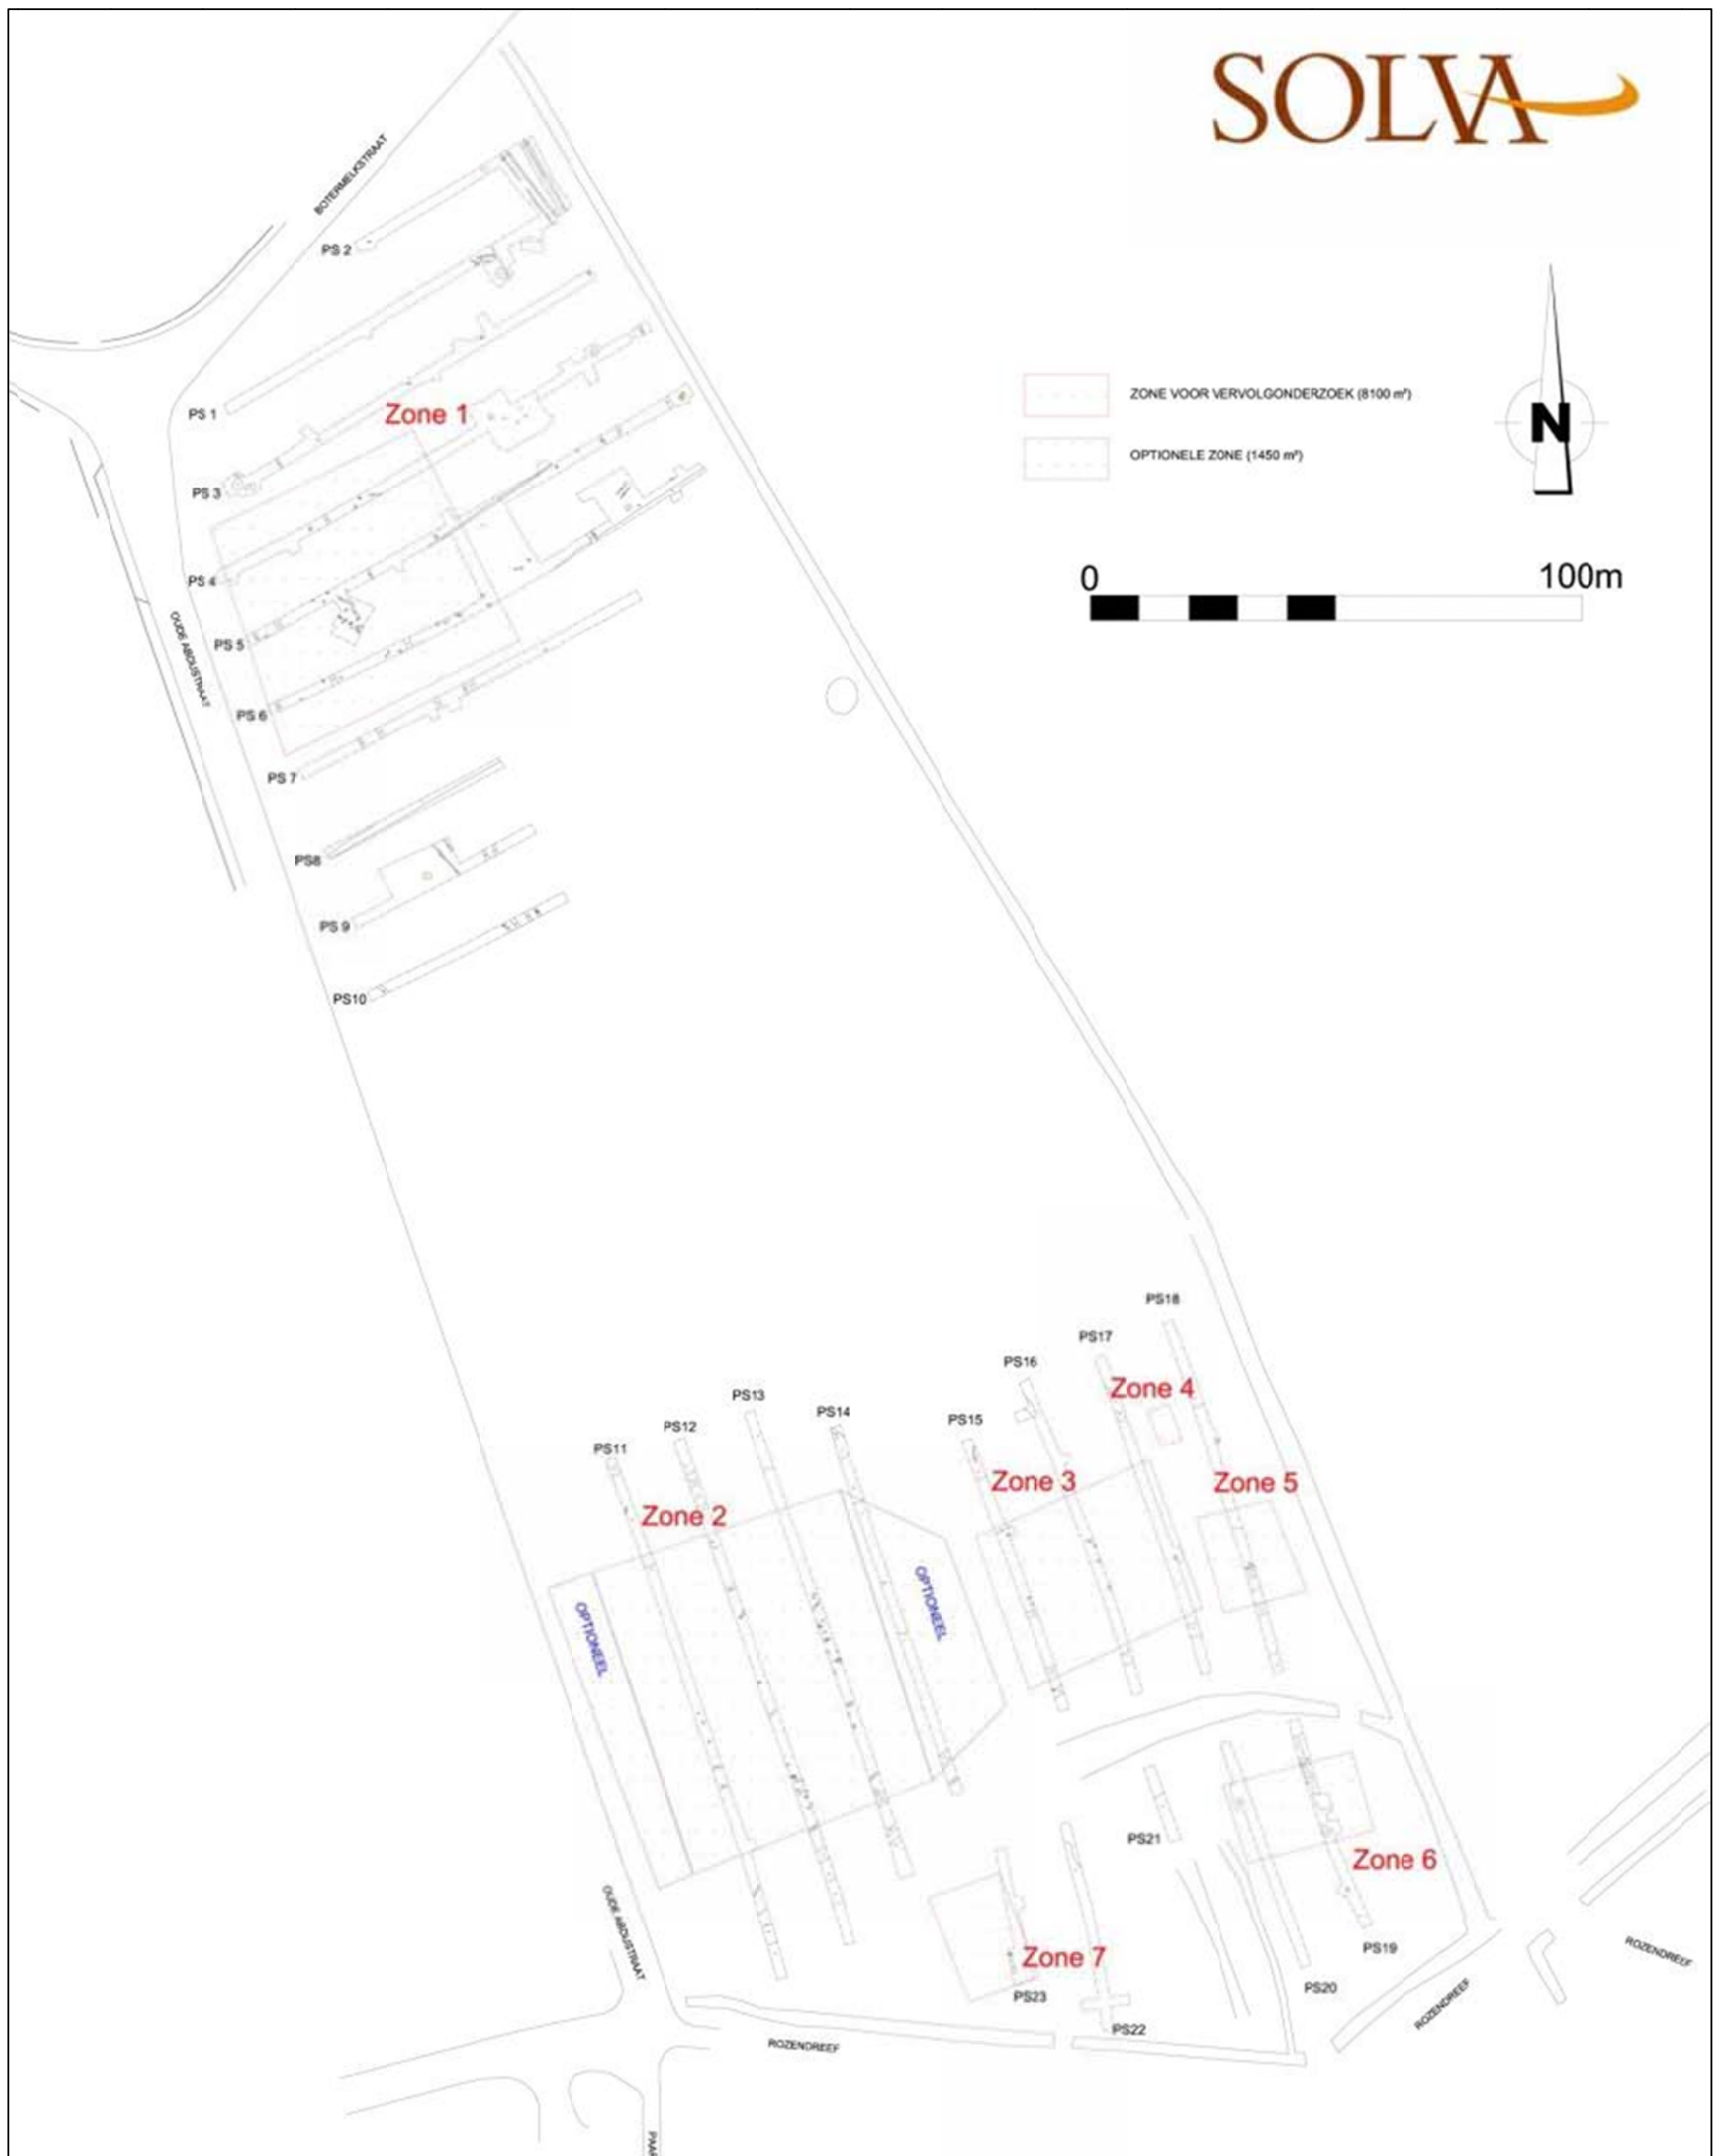 SOLVA
BOTERMELKSTRAAT
PS 2
PS 1
Zone 1
ZONE VOOR VERVOLGONDERZOEK (8100 m²)
OPTIONELE ZONE (1450 m²)
N
PS 3
0
100m
PS 4
OUDE ABDIJSTRAAT
PS 5
PS 6
PS 7
PS8
PS 9
PS10
PS18
PS17
PS16
Zone 4
PS13
PS14
PS15
PS12
PS11
Zone 3
Zone 5
Zone 2
OPTIONEEL
OPTIONEEL
PS21
Zone 6
OUDE ABDIJSTRAAT
PS19
Zone 7
PS20
PS23
PS22
ROZENDREEF
ROZENDREEF
ROZENDREEF